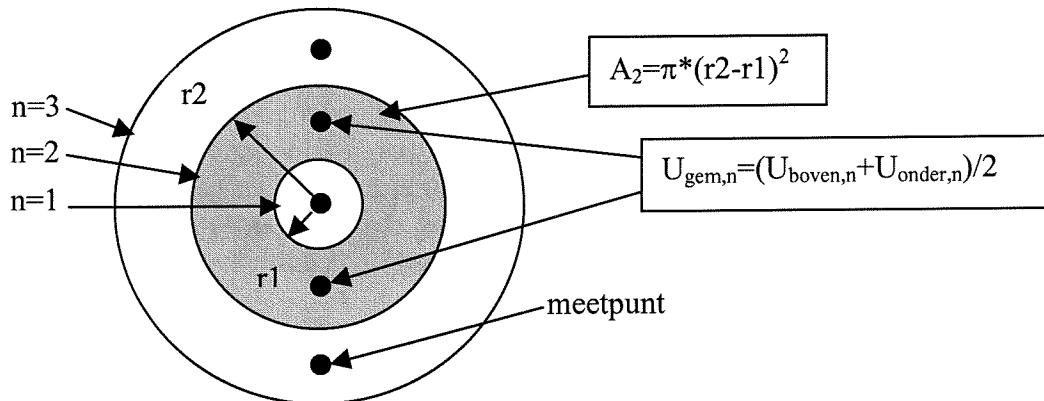 A₂=π*(r2-r1)²
r2
n=3
n=2
U_gem,n=(U_boven,n+U_onder,n)/2
n=1
r1
meetpunt